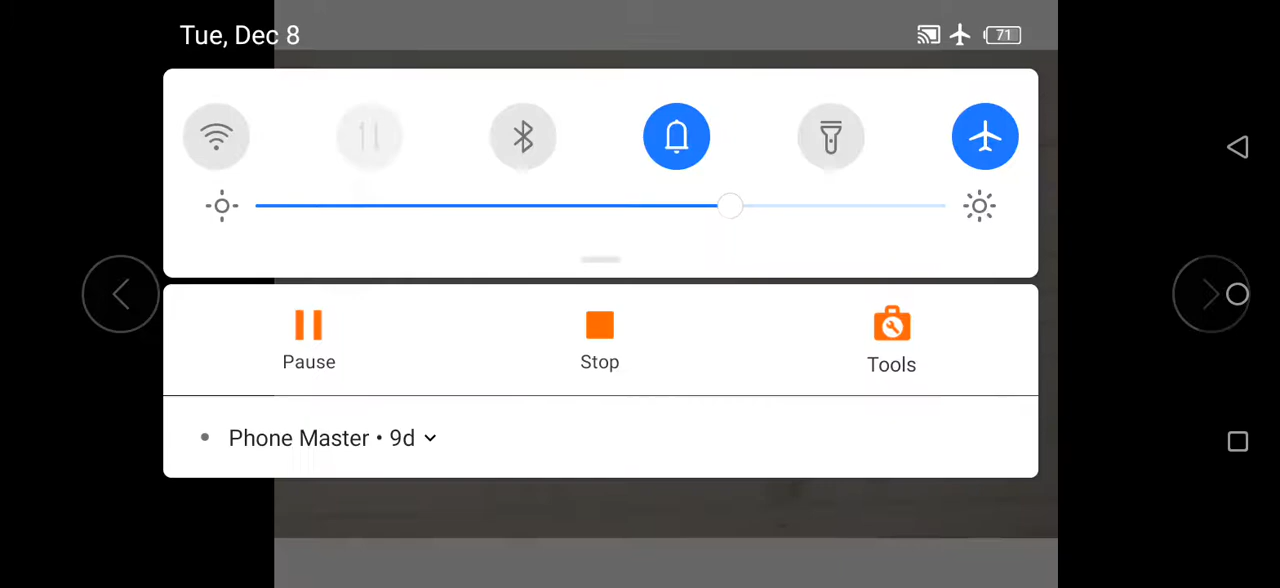 Tue, Dec 8
71
Pause
Stop
Tools
Phone Master • 9d